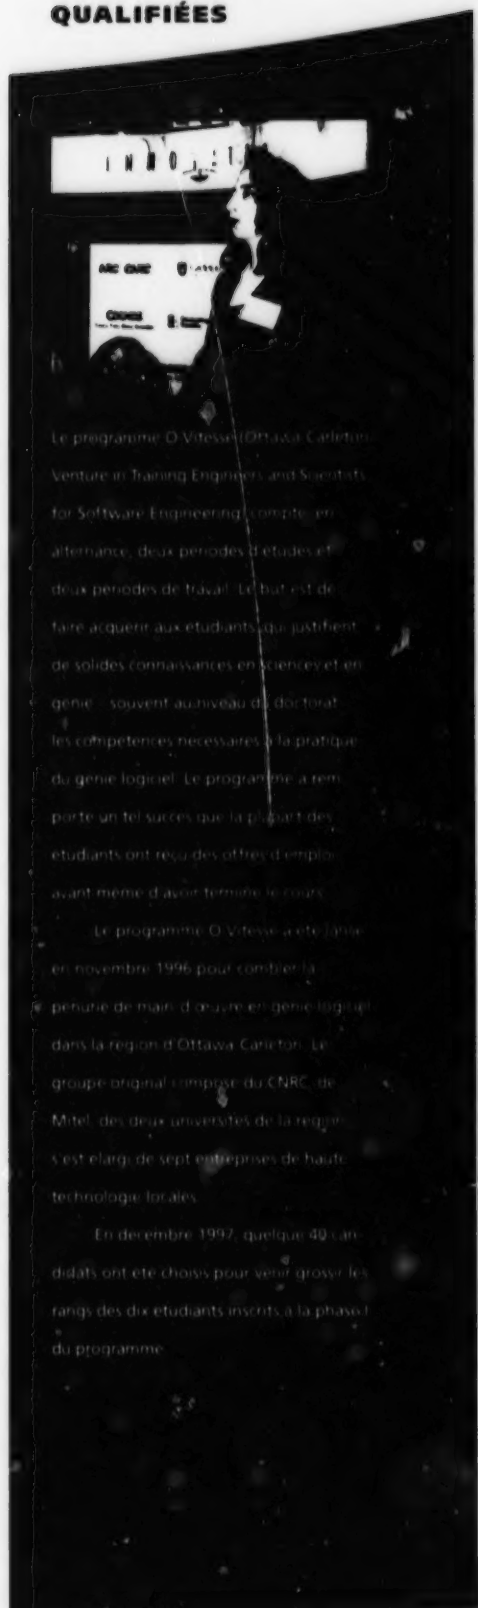 QUALIFIÉES
INNO
NRC CNRC
Le programme O Vitesse (Ottawa Carleton
Venture in Training Engineers and Scientists
for Software Engineering) compte, en
alternance, deux périodes d'études et
deux périodes de travail. Le but est de
faire acquérir aux étudiants qui justifient
de solides connaissances en sciences et en
génie - souvent au niveau du doctorat -
les compétences nécessaires à la pratique
du génie logiciel. Le programme a rem
porté un tel succès que la plupart des
étudiants ont reçu des offres d'emploi
avant même d'avoir terminé le cours.
Le programme O Vitesse a été lancé
en novembre 1996 pour combler la
pénurie de main d'œuvre en génie logiciel
dans la région d'Ottawa Carleton. Le
groupe original composé du CNRC, de
Mitel, des deux universités de la région
s'est élargi de sept entreprises de haute
technologie locales.
En décembre 1997, quelque 40 can-
didats ont été choisis pour venir grossir les
rangs des dix étudiants inscrits à la phase I
du programme.